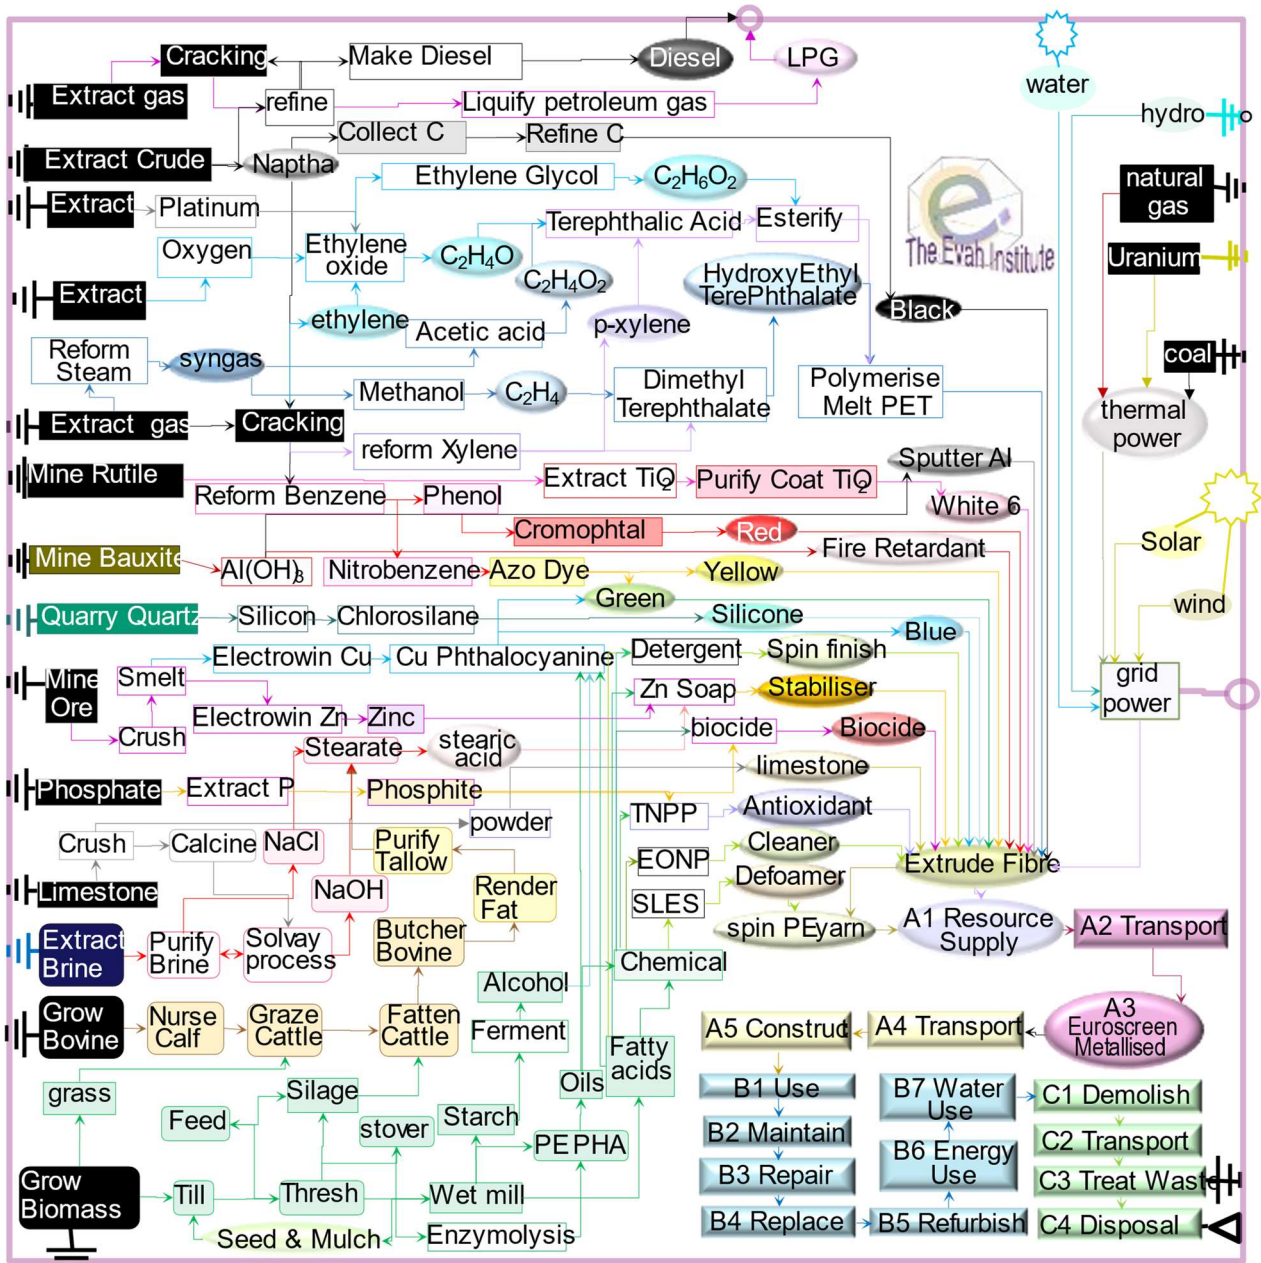 Cracking
Make Diesel
Diesel
LPG
water
Extract gas
refine
Liquify petroleum gas
hydro
Collect C
Refine C
Extract Crude
Naptha
natural
gas
Ethylene Glycol
C2H6O2
Extract
Platinum
Terephthalic Acid
Esterify
The Evah Institute
Oxygen
Ethylene
oxide
C2H4O
C2H4O2
HydroxyEthyl
TerePhthalate
Uranium
Extract
ethylene
Acetic acid
p-xylene
Black
Reform
Steam
syngas
coal
Methanol
C2H4
Dimethyl
Terephthalate
Polymerise
Melt PET
thermal
power
Extract gas
Cracking
reform Xylene
Sputter Al
Mine Rutile
Extract TiO2
Purify Coat TiO2
White 6
Reform Benzene
Phenol
Cromophtal
Red
Solar
Fire Retardant
Mine Bauxite
Al(OH)3
Nitrobenzene
Azo Dye
Yellow
Green
wind
Quarry Quartz
Silicon
Chlorosilane
Silicone
Blue
Electrowin Cu
Cu Phthalocyanine
Detergent
Spin finish
grid
power
Mine
Ore
Smelt
Zn Soap
Stabiliser
Electrowin Zn
Zinc
Crush
biocide
Biocide
Stearate
stearic
acid
limestone
Phosphate
Extract P
Phosphite
TNPP
Antioxidant
powder
Crush
Calcine
NaCl
Purify
Tallow
EONP
Cleaner
Extrude Fibre
Limestone
NaOH
Render
Fat
SLES
Defoamer
Extract
Brine
Purify
Brine
Solvay
process
Butcher
Bovine
spin PEyarn
A1 Resource
Supply
A2 Transport
Chemical
Alcohol
Grow
Bovine
Nurse
Calf
Graze
Cattle
Fatten
Cattle
Ferment
A5 Construct
A4 Transport
A3
Euroscreen
Metallised
Fatty
acids
Oils
grass
Silage
B1 Use
B7 Water
Use
C1 Demolish
Feed
stover
Starch
B2 Maintain
C2 Transport
PE PHA
B3 Repair
B6 Energy
Use
C3 Treat Waste
Grow
Biomass
Till
Thresh
Wet mill
B4 Replace
B5 Refurbish
C4 Disposal
Seed & Mulch
Enzymolysis